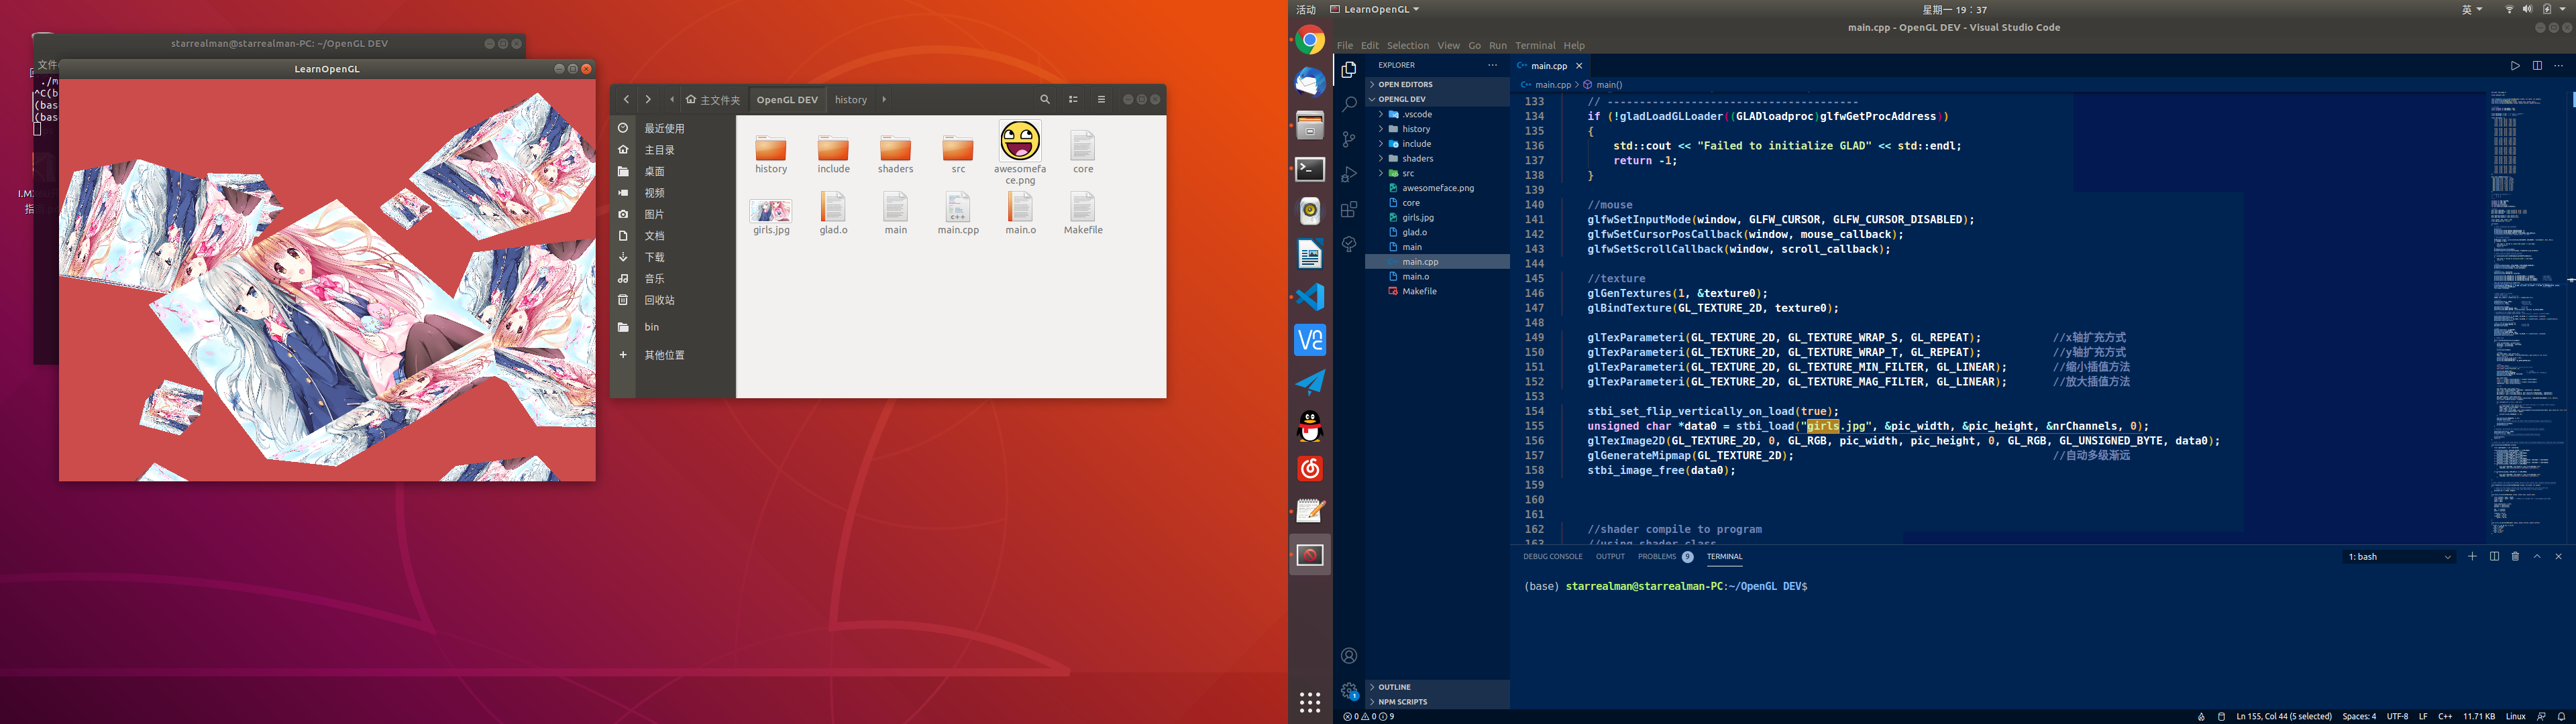 starrealman@starrealman-PC: ~/OpenGL DEV
LearnOpenGL
主文件夹
OpenGL DEV
history
最近使用
主目录
桌面
视频
图片
文档
下载
音乐
回收站
bin
其他位置
history
include
shaders
src
awesomefa
ce.png
core
girls.jpg
glad.o
main
main.cpp
main.o
Makefile
活动
LearnOpenGL
星期一 19：37
英
main.cpp - OpenGL DEV - Visual Studio Code
File Edit Selection View Go Run Terminal Help
EXPLORER
OPEN EDITORS
OPENGL DEV
.vscode
history
include
shaders
src
awesomeface.png
core
girls.jpg
glad.o
main
main.cpp
main.o
Makefile
OUTLINE
NPM SCRIPTS
main.cpp
main.cpp > main()
133 // ---------------------------------------
134 if (!gladLoadGLLoader((GLADloadproc)glfwGetProcAddress))
135 {
136 std::cout << "Failed to initialize GLAD" << std::endl;
137 return -1;
138 }
139
140 //mouse
141 glfwSetInputMode(window, GLFW_CURSOR, GLFW_CURSOR_DISABLED);
142 glfwSetCursorPosCallback(window, mouse_callback);
143 glfwSetScrollCallback(window, scroll_callback);
144
145 //texture
146 glGenTextures(1, &texture0);
147 glBindTexture(GL_TEXTURE_2D, texture0);
148
149 glTexParameteri(GL_TEXTURE_2D, GL_TEXTURE_WRAP_S, GL_REPEAT); //x轴扩充方式
150 glTexParameteri(GL_TEXTURE_2D, GL_TEXTURE_WRAP_T, GL_REPEAT); //y轴扩充方式
151 glTexParameteri(GL_TEXTURE_2D, GL_TEXTURE_MIN_FILTER, GL_LINEAR); //缩小插值方法
152 glTexParameteri(GL_TEXTURE_2D, GL_TEXTURE_MAG_FILTER, GL_LINEAR); //放大插值方法
153
154 stbi_set_flip_vertically_on_load(true);
155 unsigned char *data0 = stbi_load("girls.jpg", &pic_width, &pic_height, &nrChannels, 0);
156 glTexImage2D(GL_TEXTURE_2D, 0, GL_RGB, pic_width, pic_height, 0, GL_RGB, GL_UNSIGNED_BYTE, data0);
157 glGenerateMipmap(GL_TEXTURE_2D); //自动多级渐远
158 stbi_image_free(data0);
159
160
161
162 //shader compile to program
163 //using shader class
DEBUG CONSOLE OUTPUT PROBLEMS 9 TERMINAL
1: bash
(base) starrealman@starrealman-PC:~/OpenGL DEV$
0 0 9
Ln 155, Col 44 (5 selected) Spaces: 4 UTF-8 LF C++ 11.71 KB Linux